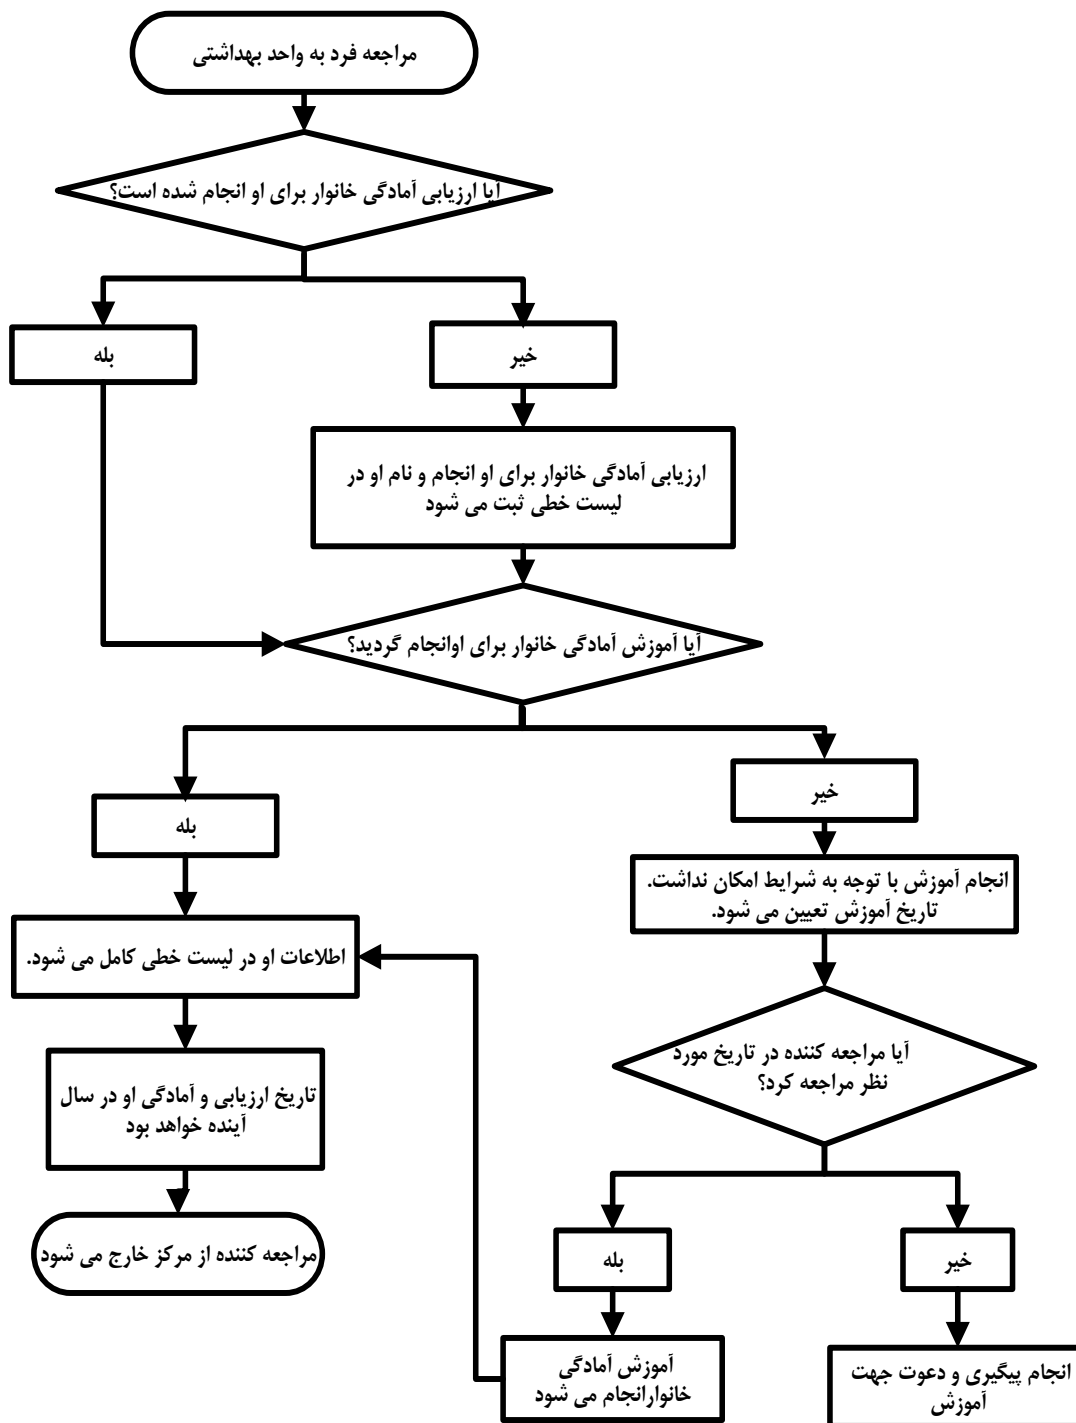 مراجعه فرد به واحد بهداشتی
آیا ارزیابی آمادگی خانوار برای او انجام شده است؟
خیر
بله
ارزیابی آمادگی خانوار برای او انجام و نام او در
لیست خطی ثبت می شود
آیا آموزش آمادگی خانوار برای اوانجام گردید؟
خیر
بله
انجام آموزش با توجه به شرایط امکان نداشت.
تاریخ آموزش تعیین می شود.
اطلاعات او در لیست خطی کامل می شود.
آیا مراجعه کننده در تاریخ مورد
نظر مراجعه کرد؟
تاریخ ارزیابی و آمادگی او در سال
آینده خواهد بود
مراجعه کننده از مرکز خارج می شود
خیر
بله
انجام پیگیری و دعوت جهت
آموزش
آموزش آمادگی
خانوارانجام می شود